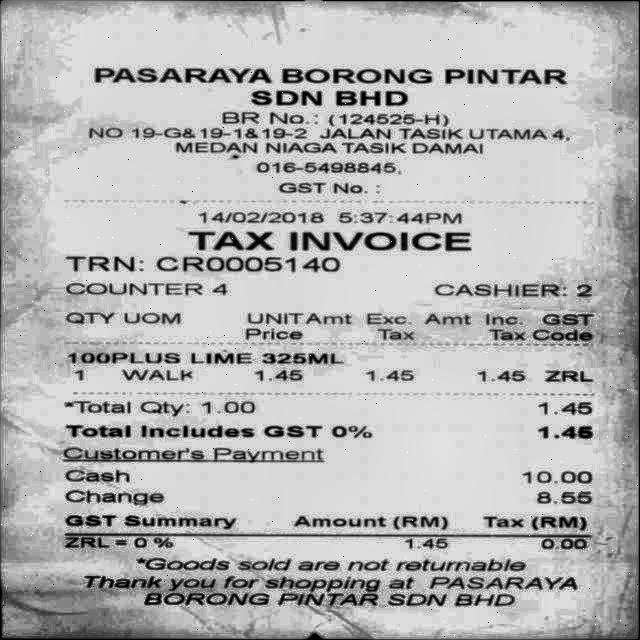 PASARAYA BORONG PINTAR
SDN BHD
BR No.: (124525-H)
NO 19-G&19-1&19-2 JALAN TASIK UTAMA 4,
MEDAN NIAGA TASIK DAMAI
016-5498845,
GST No. :
14/02/2018 5:37:44PM
TAX INVOICE
TRN: CR0005140
COUNTER 4 CASHIER: 2
QTY UOM UNIT Amt Exc. Amt Inc. GST
Price Tax Tax Code
100PLUS LIME 325ML
1 WALK 1.45 1.45 1.45 ZRL
*Total Qty: 1.00 1.45
Total Includes GST 0% 1.45
Customer's Payment
Cash 10.00
Change 8.55
GST Summary Amount (RM) Tax (RM)
ZRL = 0 % 1.45 0.00
*Goods sold are not returnable
Thank you for shopping at PASARAYA
BORONG PINTAR SDN BHD